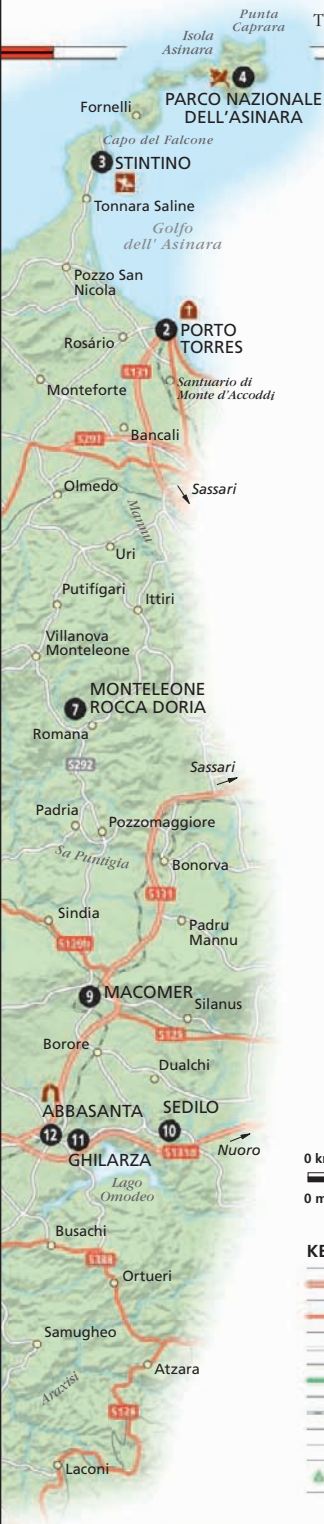 Punta
Caprara
T
Isola
Asinara
4
PARCO NAZIONALE
DELL'ASINARA
Fornelli
Capo del Falcone
3 STINTINO
Tonnara Saline
Golfo
dell' Asinara
Pozzo San
Nicola
2 PORTO
TORRES
Rosário
S131
Monteforte
Santuario di
Monte d'Accoddi
Bancali
S291
Sassari
Olmedo
Mannu
Uri
Putifígari
Ittiri
Villanova
Monteleone
7 MONTELEONE
ROCCA DORIA
Romana
S292
Sassari
Padria
Pozzomaggiore
Sa Puntigia
Bonorva
S131
Sindia
Padru
Mannu
S129b
9 MACOMER
Silanus
S129
Borore
Dualchi
ABBASANTA
SEDILO
12
11
10
GHILARZA
S131d
Nuoro
Lago
Omodeo
0 k
0 m
Busachi
S388
Ortueri
KE
Samugheo
Atzara
Araxisi
S128
Laconi